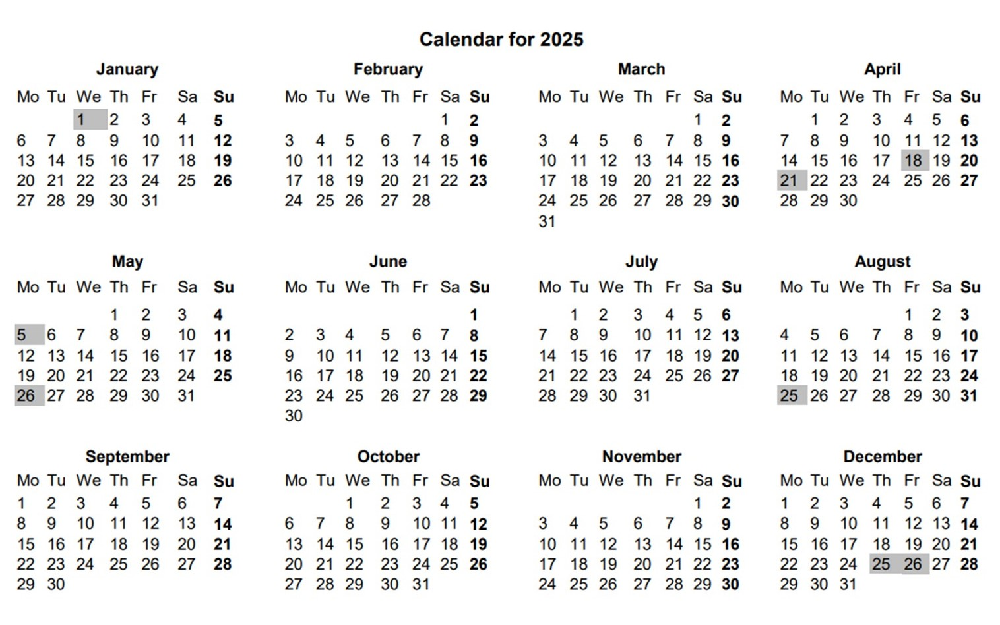 Calendar for 2025
January February March April
Mo Tu We Th Fr Sa Su Mo Tu We Th Fr Sa Su Mo Tu We Th Fr Sa Su Mo Tu We Th Fr Sa Su
1 2 3 4 5 1 2 1 2 1 2 3 4 5 6
6 7 8 9 10 11 12 3 4 5 6 7 8 9 3 4 5 6 7 8 9 7 8 9 10 11 12 13
13 14 15 16 17 18 19 10 11 12 13 14 15 16 10 11 12 13 14 15 16 14 15 16 17 18 19 20
20 21 22 23 24 25 26 17 18 19 20 21 22 23 17 18 19 20 21 22 23 21 22 23 24 25 26 27
27 28 29 30 31 24 25 26 27 28 24 25 26 27 28 29 30 28 29 30
31
May June July August
Mo Tu We Th Fr Sa Su Mo Tu We Th Fr Sa Su Mo Tu We Th Fr Sa Su Mo Tu We Th Fr Sa Su
1 2 3 4 1 1 2 3 4 5 6 1 2 3
5 6 7 8 9 10 11 2 3 4 5 6 7 8 7 8 9 10 11 12 13 4 5 6 7 8 9 10
12 13 14 15 16 17 18 9 10 11 12 13 14 15 14 15 16 17 18 19 20 11 12 13 14 15 16 17
19 20 21 22 23 24 25 16 17 18 19 20 21 22 21 22 23 24 25 26 27 18 19 20 21 22 23 24
26 27 28 29 30 31 23 24 25 26 27 28 29 28 29 30 31 25 26 27 28 29 30 31
30
September October November December
Mo Tu We Th Fr Sa Su Mo Tu We Th Fr Sa Su Mo Tu We Th Fr Sa Su Mo Tu We Th Fr Sa Su
1 2 3 4 5 6 7 1 2 3 4 5 1 2 1 2 3 4 5 6 7
8 9 10 11 12 13 14 6 7 8 9 10 11 12 3 4 5 6 7 8 9 8 9 10 11 12 13 14
15 16 17 18 19 20 21 13 14 15 16 17 18 19 10 11 12 13 14 15 16 15 16 17 18 19 20 21
22 23 24 25 26 27 28 20 21 22 23 24 25 26 17 18 19 20 21 22 23 22 23 24 25 26 27 28
29 30 27 28 29 30 31 24 25 26 27 28 29 30 29 30 31